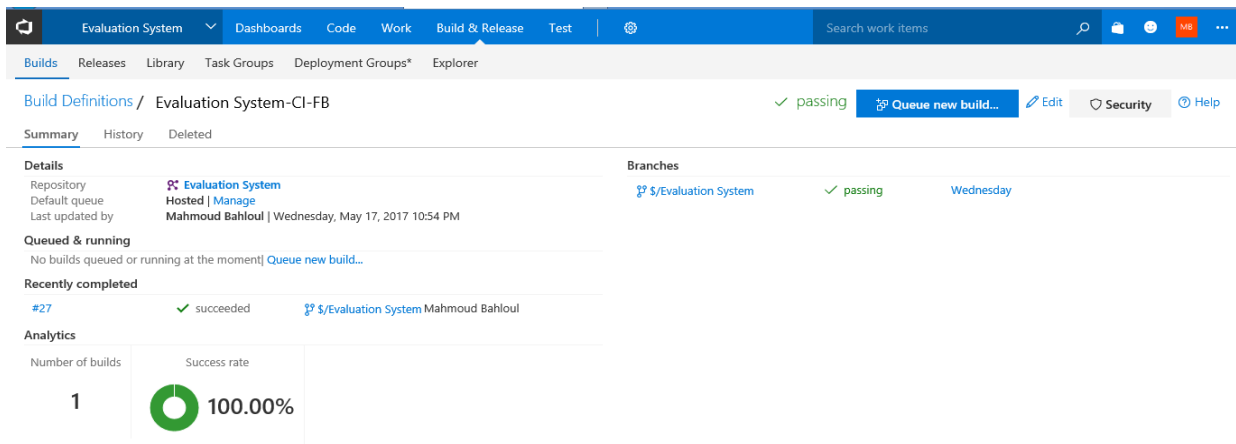 Evaluation System Dashboards Code Work Build & Release Test Search work items MB ...
Builds Releases Library Task Groups Deployment Groups* Explorer
Build Definitions / Evaluation System-CI-FB passing Queue new build... Edit Security Help
Summary History Deleted
Details
Repository Evaluation System
Default queue Hosted | Manage
Last updated by Mahmoud Bahloul | Wednesday, May 17, 2017 10:54 PM
Queued & running
No builds queued or running at the moment| Queue new build...
Recently completed
#27 succeeded $/Evaluation System Mahmoud Bahloul
Analytics
Number of builds Success rate
1 100.00%
Branches
$/Evaluation System passing Wednesday